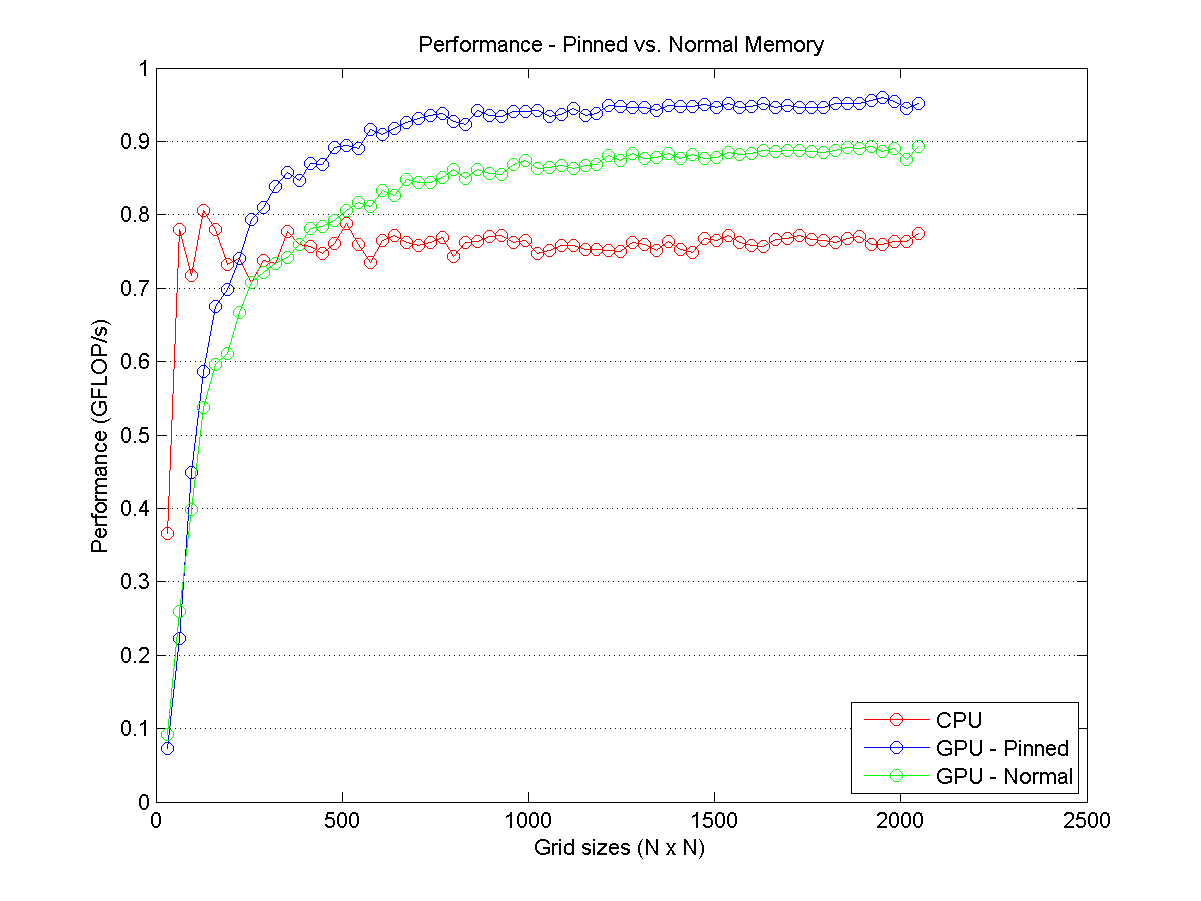 Performance - Pinned vs. Normal Memory
1
0.9
0.8
0.7
0.6
0.5
0.4
0.3
0.2
0.1
0
Performance (GFLOP/s)
CPU
GPU - Pinned
GPU - Normal
0 500 1000 1500 2000 2500
Grid sizes (N x N)